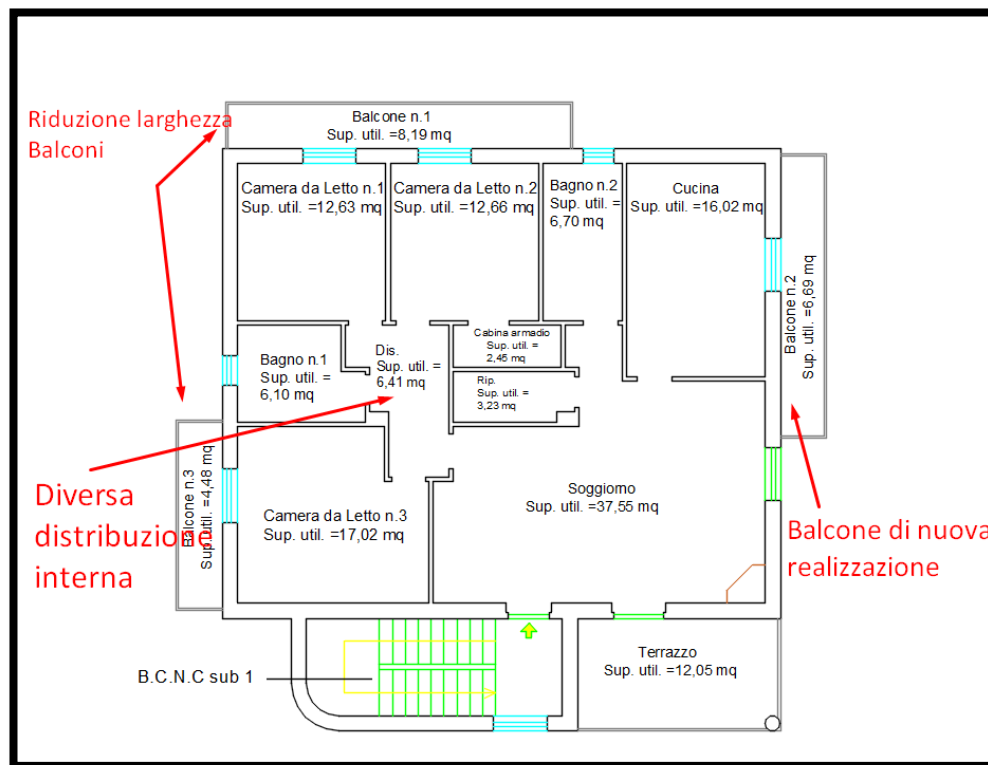 Riduzione larghezza
Balconi
Balcone n.1
Sup. util. =8,19 mq
Camera da Letto n.1
Sup. util. =12,63 mq
Camera da Letto n.2
Sup. util. =12,66 mq
Bagno n.2
Sup. util. =
6,70 mq
Cucina
Sup. util. =16,02 mq
Balcone n.2
Sup. util. =6,69 mq
Bagno n.1
Sup. util. =
6,10 mq
Dis.
Sup. util. =
6,41 mq
Cabina armadio
Sup. util. =
2,45 mq
Rip.
Sup. util. =
3,23 mq
Balcone n.3
Sup. util. =4,48 mq
Diversa
distribuzione
interna
Camera da Letto n.3
Sup. util. =17,02 mq
Soggiorno
Sup. util. =37,55 mq
Balcone di nuova
realizzazione
B.C.N.C sub 1
Terrazzo
Sup. util. =12,05 mq